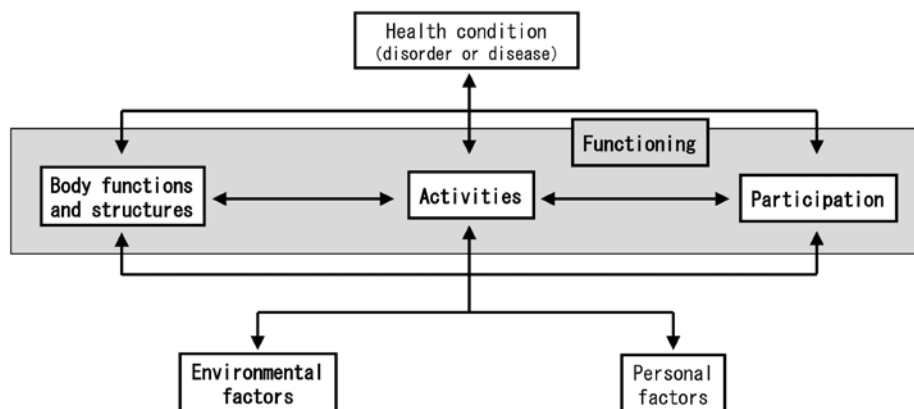 Health condition
(disorder or disease)
Functioning
Body functions
and structures
Activities
Participation
Environmental
factors
Personal
factors